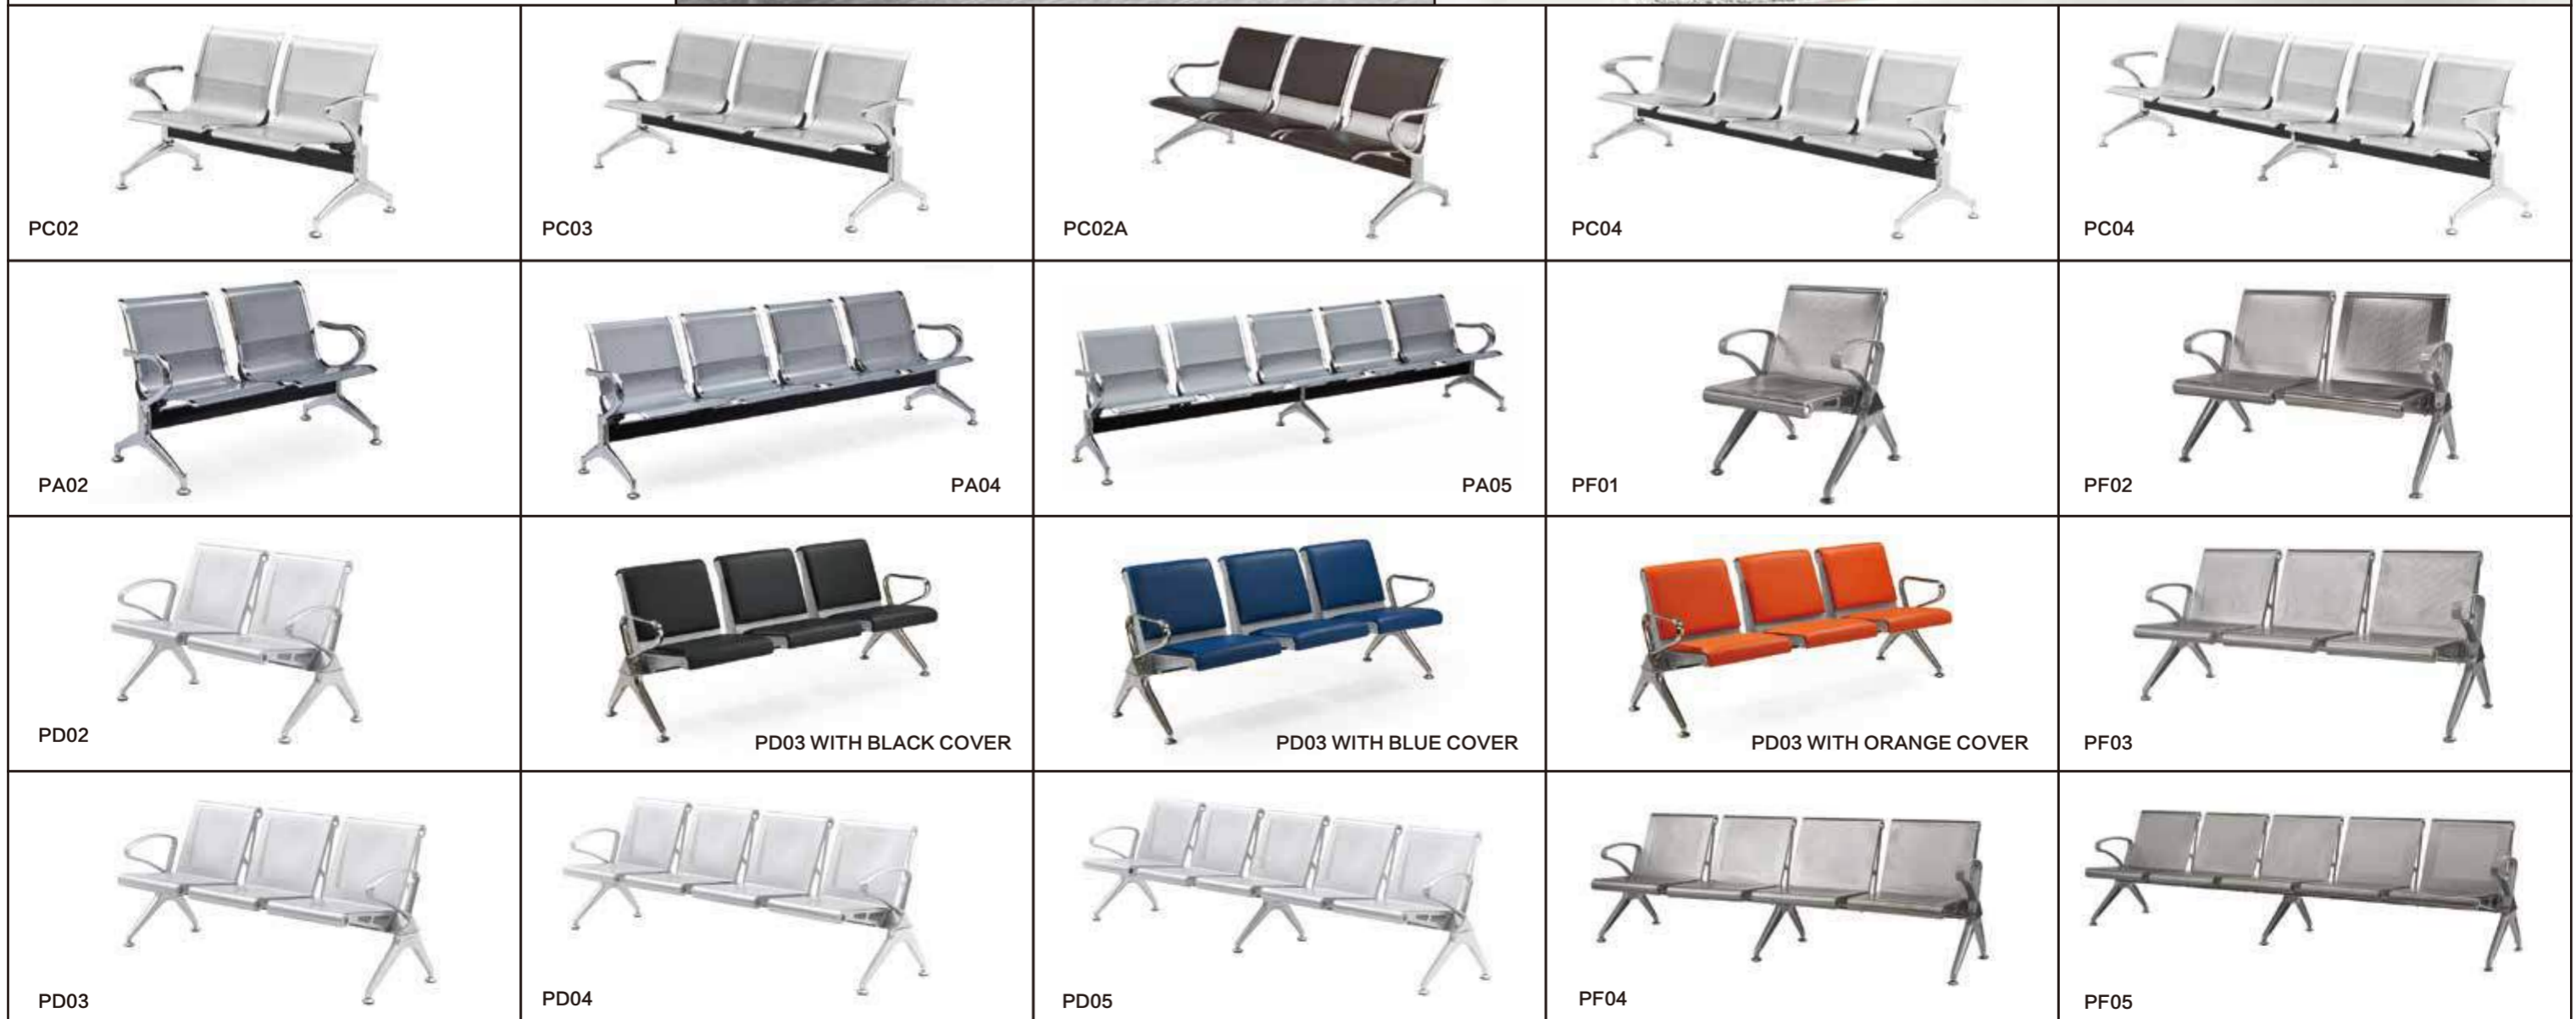 PC02
PC03
PC02A
PC04
PC04
PA02
PA04
PA05
PF01
PF02
PD02
PD03 WITH BLACK COVER
PD03 WITH BLUE COVER
PD03 WITH ORANGE COVER
PF03
PD03
PD04
PD05
PF04
PF05